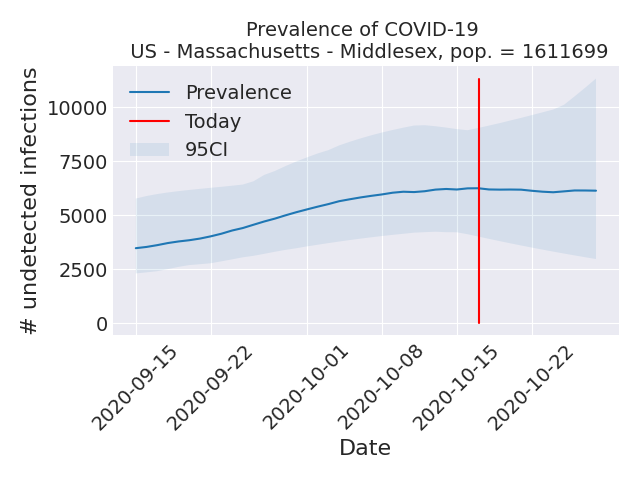 Prevalence of COVID-19
US - Massachusetts - Middlesex, pop. = 1611699
# undetected infections
10000
7500
5000
2500
0
Prevalence
Today
95CI
2020-09-15
2020-09-22
2020-10-01
2020-10-08
2020-10-15
2020-10-22
Date